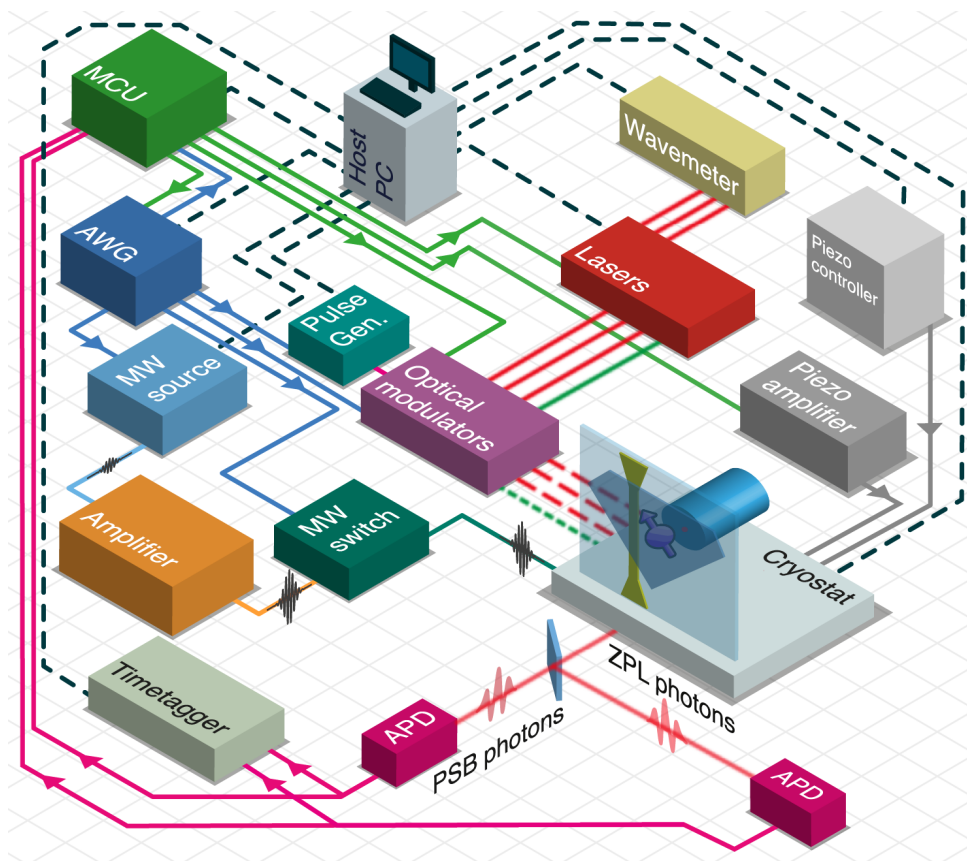 MCU
Host
PC
Wavemeter
AWG
Lasers
Piezo
controller
Pulse
Gen.
MW
source
Optical
modulators
Piezo
amplifier
Amplifier
MW
switch
Cryostat
Timetagger
APD
PSB photons
ZPL photons
APD